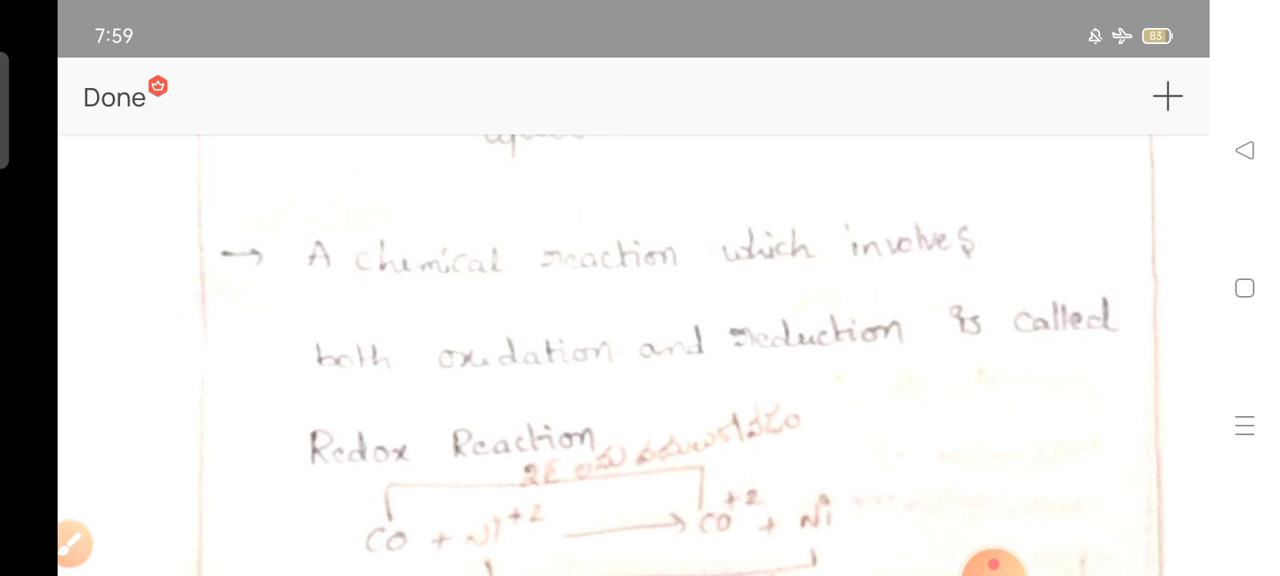 7:59
83
Done
→ A chemical reaction which involves
both oxidation and reduction is called
Redox Reaction
CO + Ni+2 → CO+2 + Ni